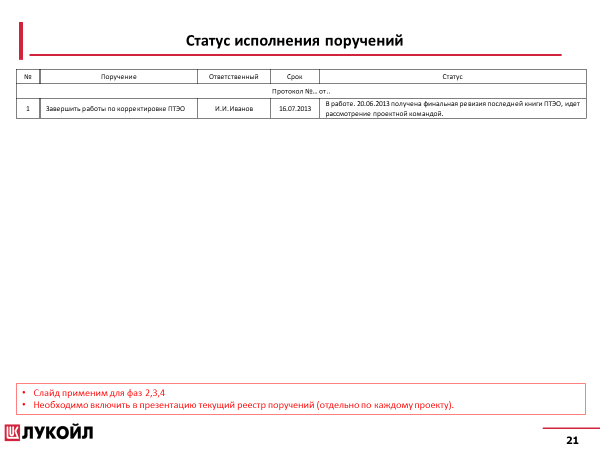 Статус исполнения поручений
№ Поручение Ответственный Срок Статус
Протокол №… от..
1 Завершить работы по корректировке ПТЭО И.И. Иванов 16.07.2013 В работе. 20.06.2013 получена финальная ревизия последней книги ПТЭО, идет
рассмотрение проектной командой.
• Слайд применим для фаз 2,3,4
• Необходимо включить в презентацию текущий реестр поручений (отдельно по каждому проекту).
ЛУКОЙЛ
21